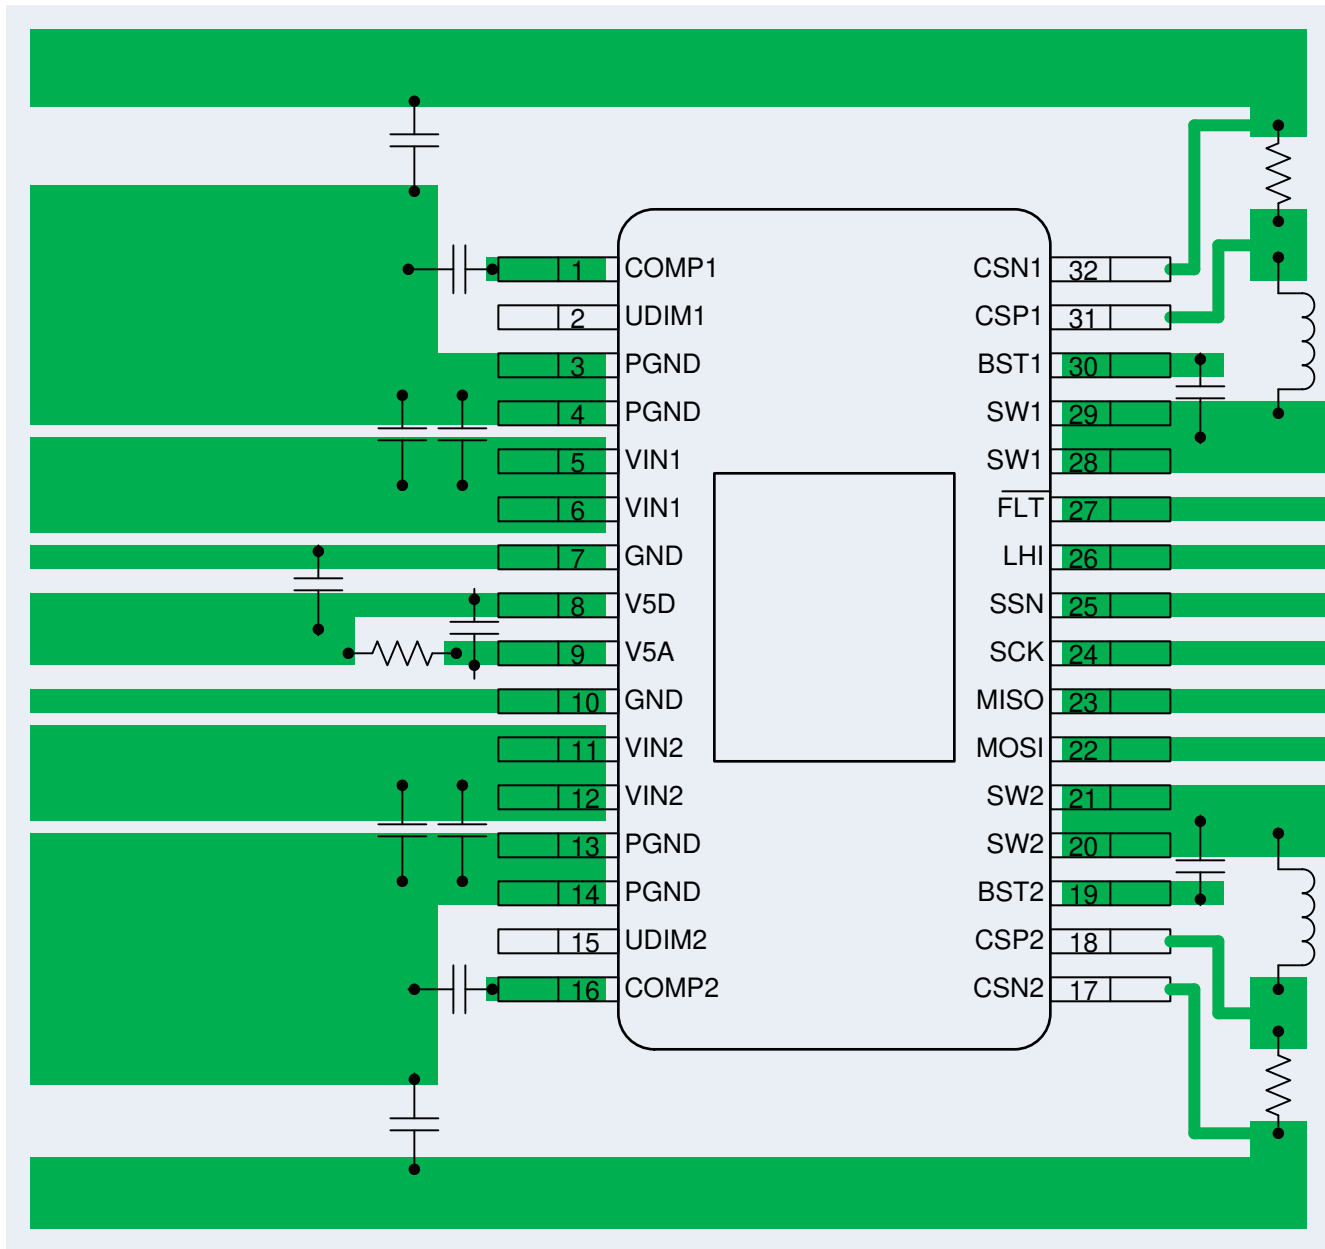 1 COMP1 CSN1 32
2 UDIM1 CSP1 31
3 PGND BST1 30
4 PGND SW1 29
5 VIN1 SW1 28
6 VIN1 FLT 27
7 GND LHI 26
8 V5D SSN 25
9 V5A SCK 24
10 GND MISO 23
11 VIN2 MOSI 22
12 VIN2 SW2 21
13 PGND SW2 20
14 PGND BST2 19
15 UDIM2 CSP2 18
16 COMP2 CSN2 17